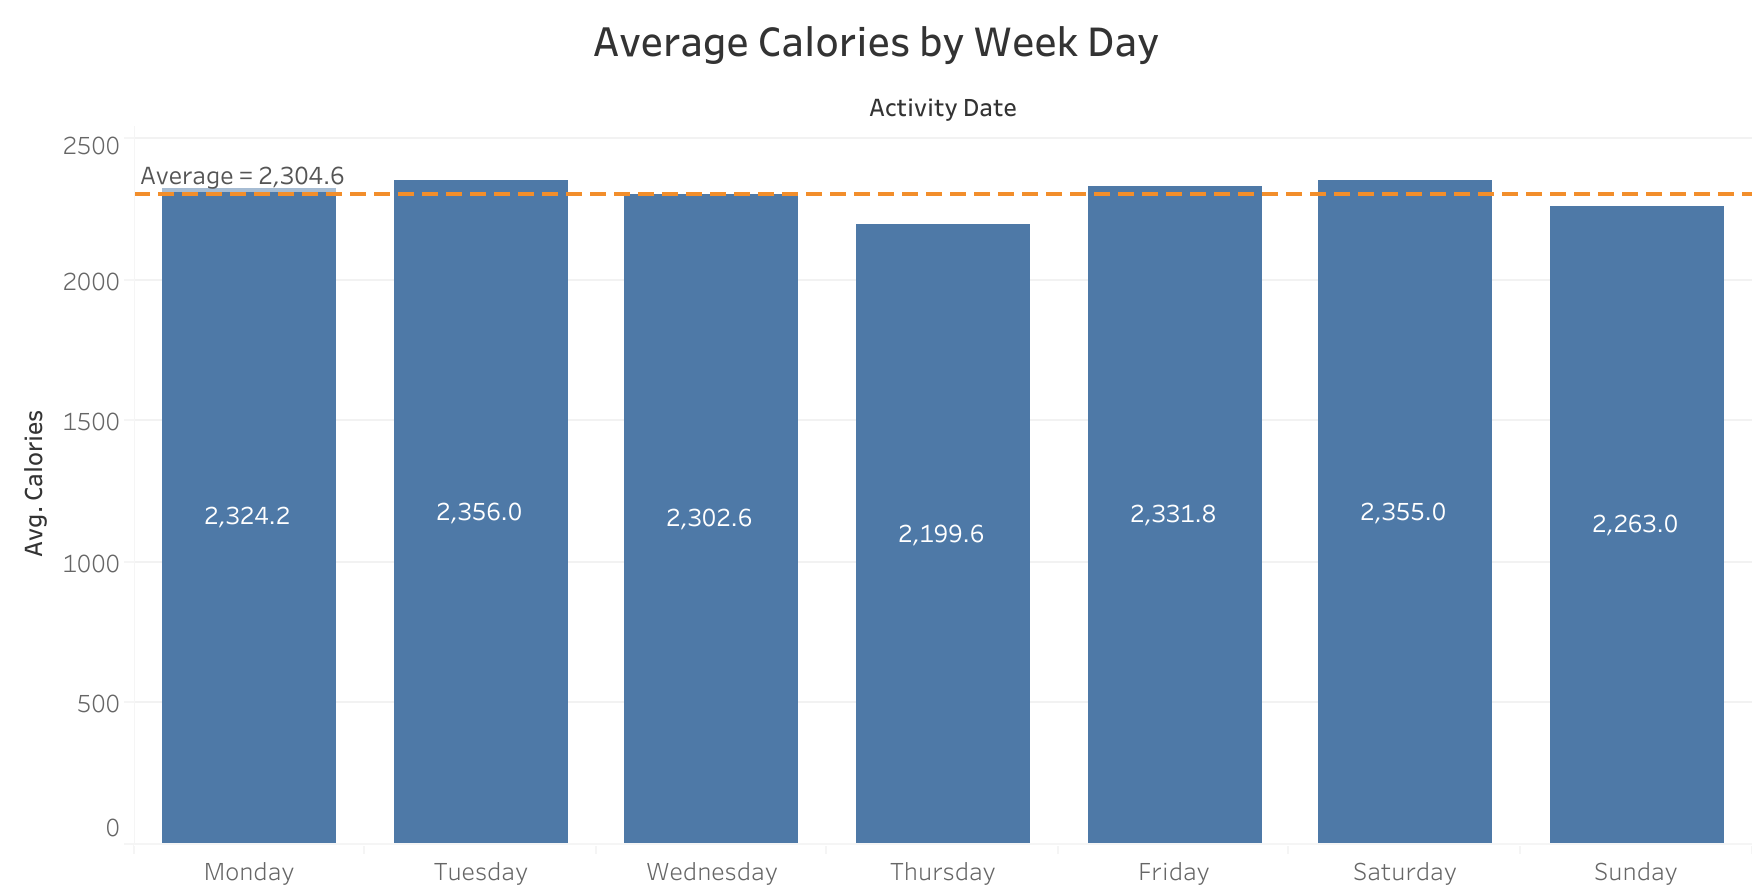 Average Calories by Week Day
Activity Date
2500
Average = 2,304.6
2000
1500
1000
500
0
Avg. Calories
2,324.2
2,356.0
2,302.6
2,199.6
2,331.8
2,355.0
2,263.0
Monday
Tuesday
Wednesday
Thursday
Friday
Saturday
Sunday